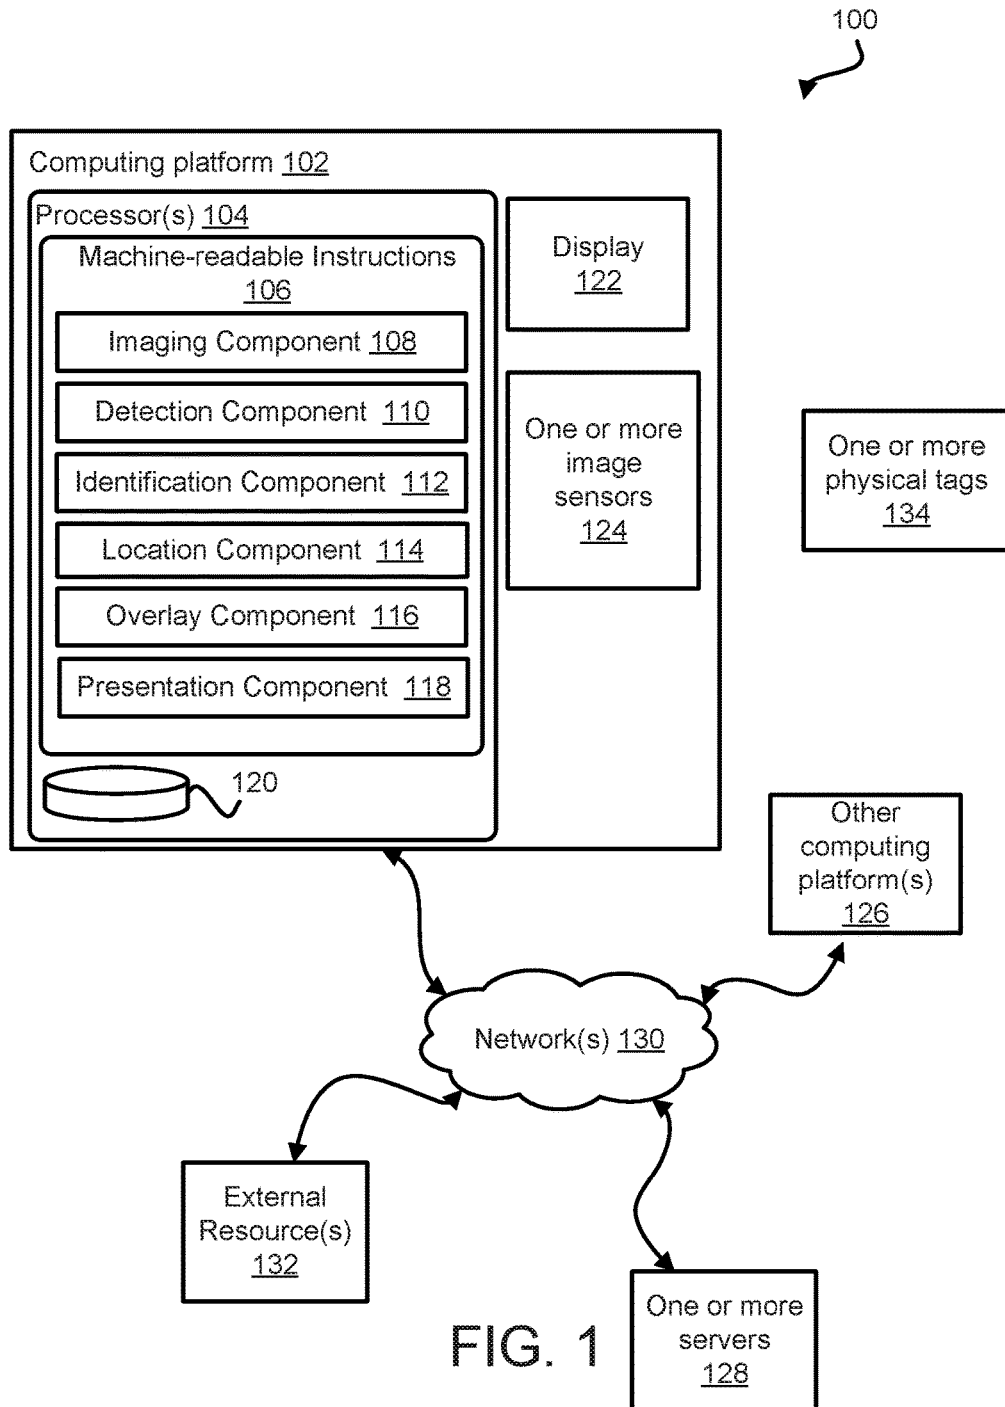 100
Computing platform 102
Processor(s) 104
Machine-readable Instructions
106
Imaging Component 108
Detection Component 110
Identification Component 112
Location Component 114
Overlay Component 116
Presentation Component 118
120
Display
122
One or more
image
sensors
124
One or more
physical tags
134
Other
computing
platform(s)
126
Network(s) 130
External
Resource(s)
132
One or more
servers
128
FIG. 1